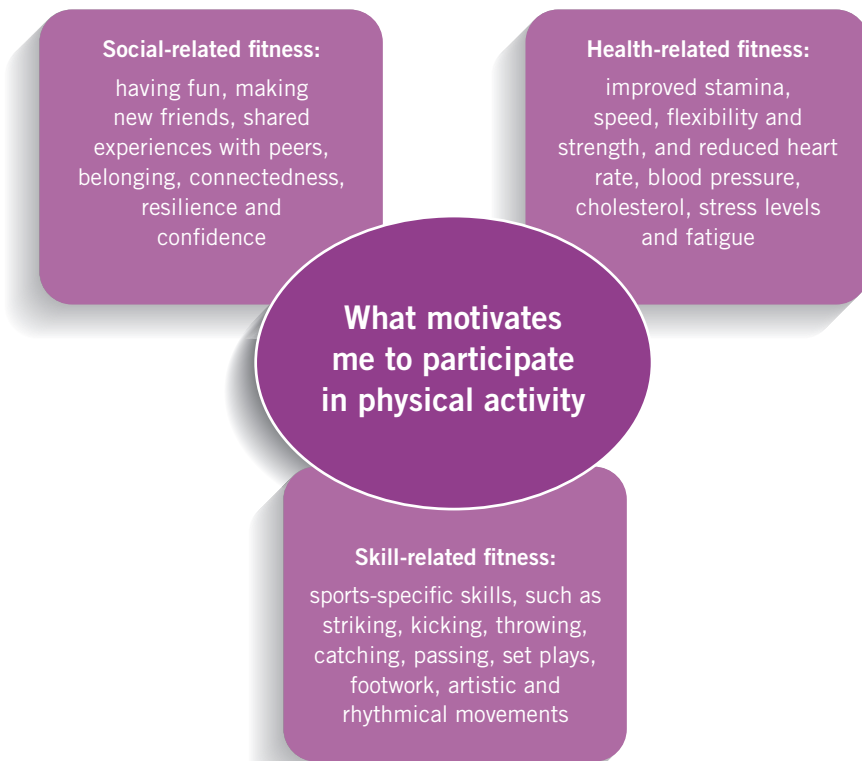 Social-related fitness:
having fun, making
new friends, shared
experiences with peers,
belonging, connectedness,
resilience and
confidence
Health-related fitness:
improved stamina,
speed, flexibility and
strength, and reduced heart
rate, blood pressure,
cholesterol, stress levels
and fatigue
What motivates
me to participate
in physical activity
Skill-related fitness:
sports-specific skills, such as
striking, kicking, throwing,
catching, passing, set plays,
footwork, artistic and
rhythmical movements